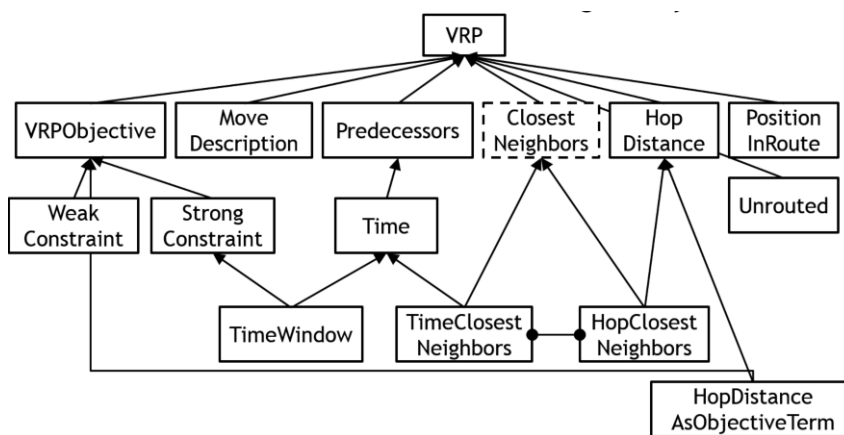 VRP
VRPObjective
Move
Description
Predecessors
Closest
Neighbors
Hop
Distance
Position
InRoute
Weak
Constraint
Strong
Constraint
Time
Unrouted
TimeWindow
TimeClosest
Neighbors
HopClosest
Neighbors
HopDistance
AsObjectiveTerm